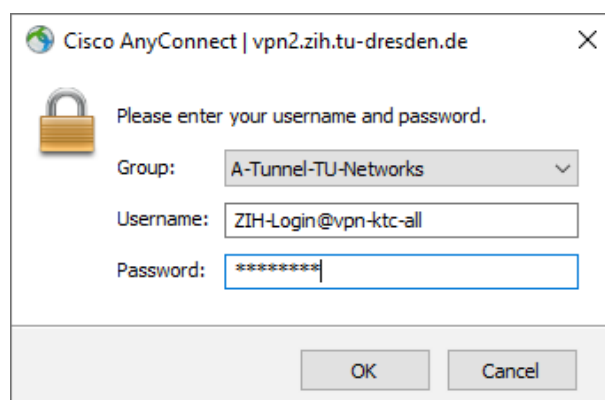 Cisco AnyConnect | vpn2.zih.tu-dresden.de
Please enter your username and password.
Group: A-Tunnel-TU-Networks
Username: ZIH-Login@vpn-ktc-all
Password: ********
OK Cancel